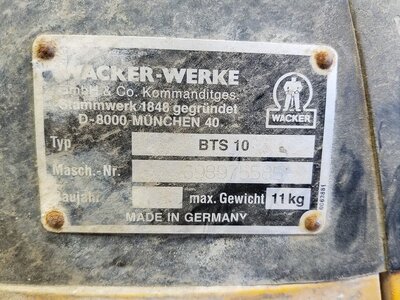 WACKER-WERKE
GmbH & Co. Kommanditges.
Stammwerk 1848 gegründet
D-8000 MÜNCHEN 40
WACKER
Typ BTS 10
Masch.-Nr.
Baujahr max. Gewicht 11 kg
MADE IN GERMANY